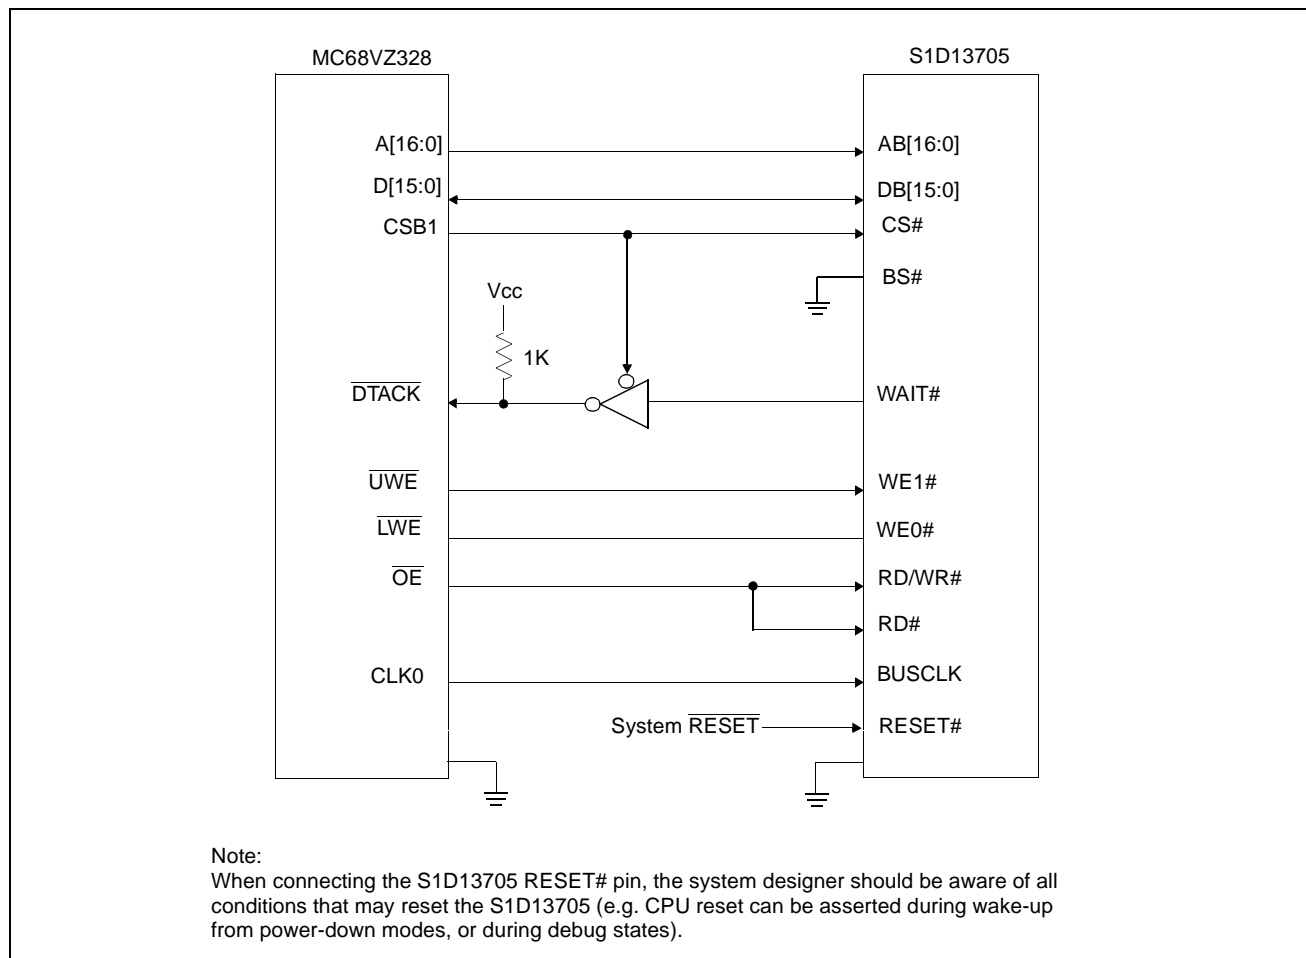 MC68VZ328 S1D13705
A[16:0] AB[16:0]
D[15:0] DB[15:0]
CSB1 CS#
BS#
Vcc
1K
DTACK WAIT#
UWE WE1#
LWE WE0#
OE RD/WR#
RD#
CLK0 BUSCLK
System RESET RESET#
Note:
When connecting the S1D13705 RESET# pin, the system designer should be aware of all
conditions that may reset the S1D13705 (e.g. CPU reset can be asserted during wake-up
from power-down modes, or during debug states).